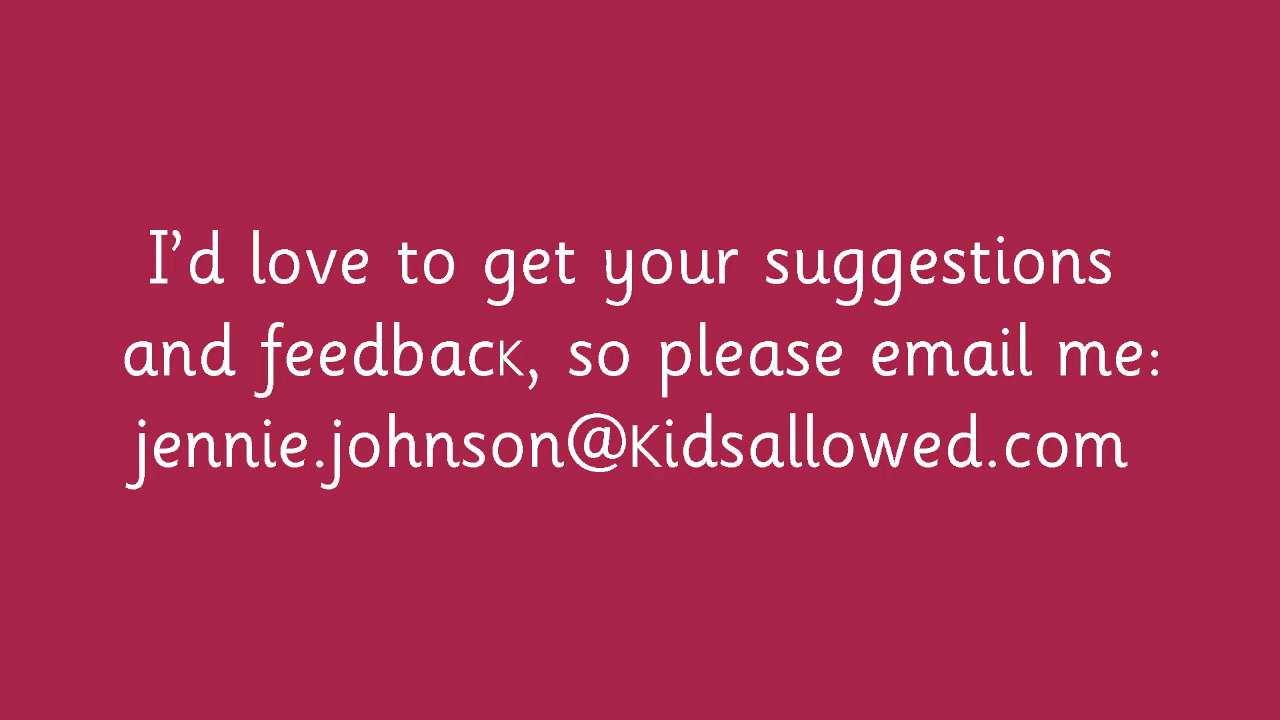 I’d love to get your suggestions
and feedback, so please email me:
jennie.johnson@kidsallowed.com